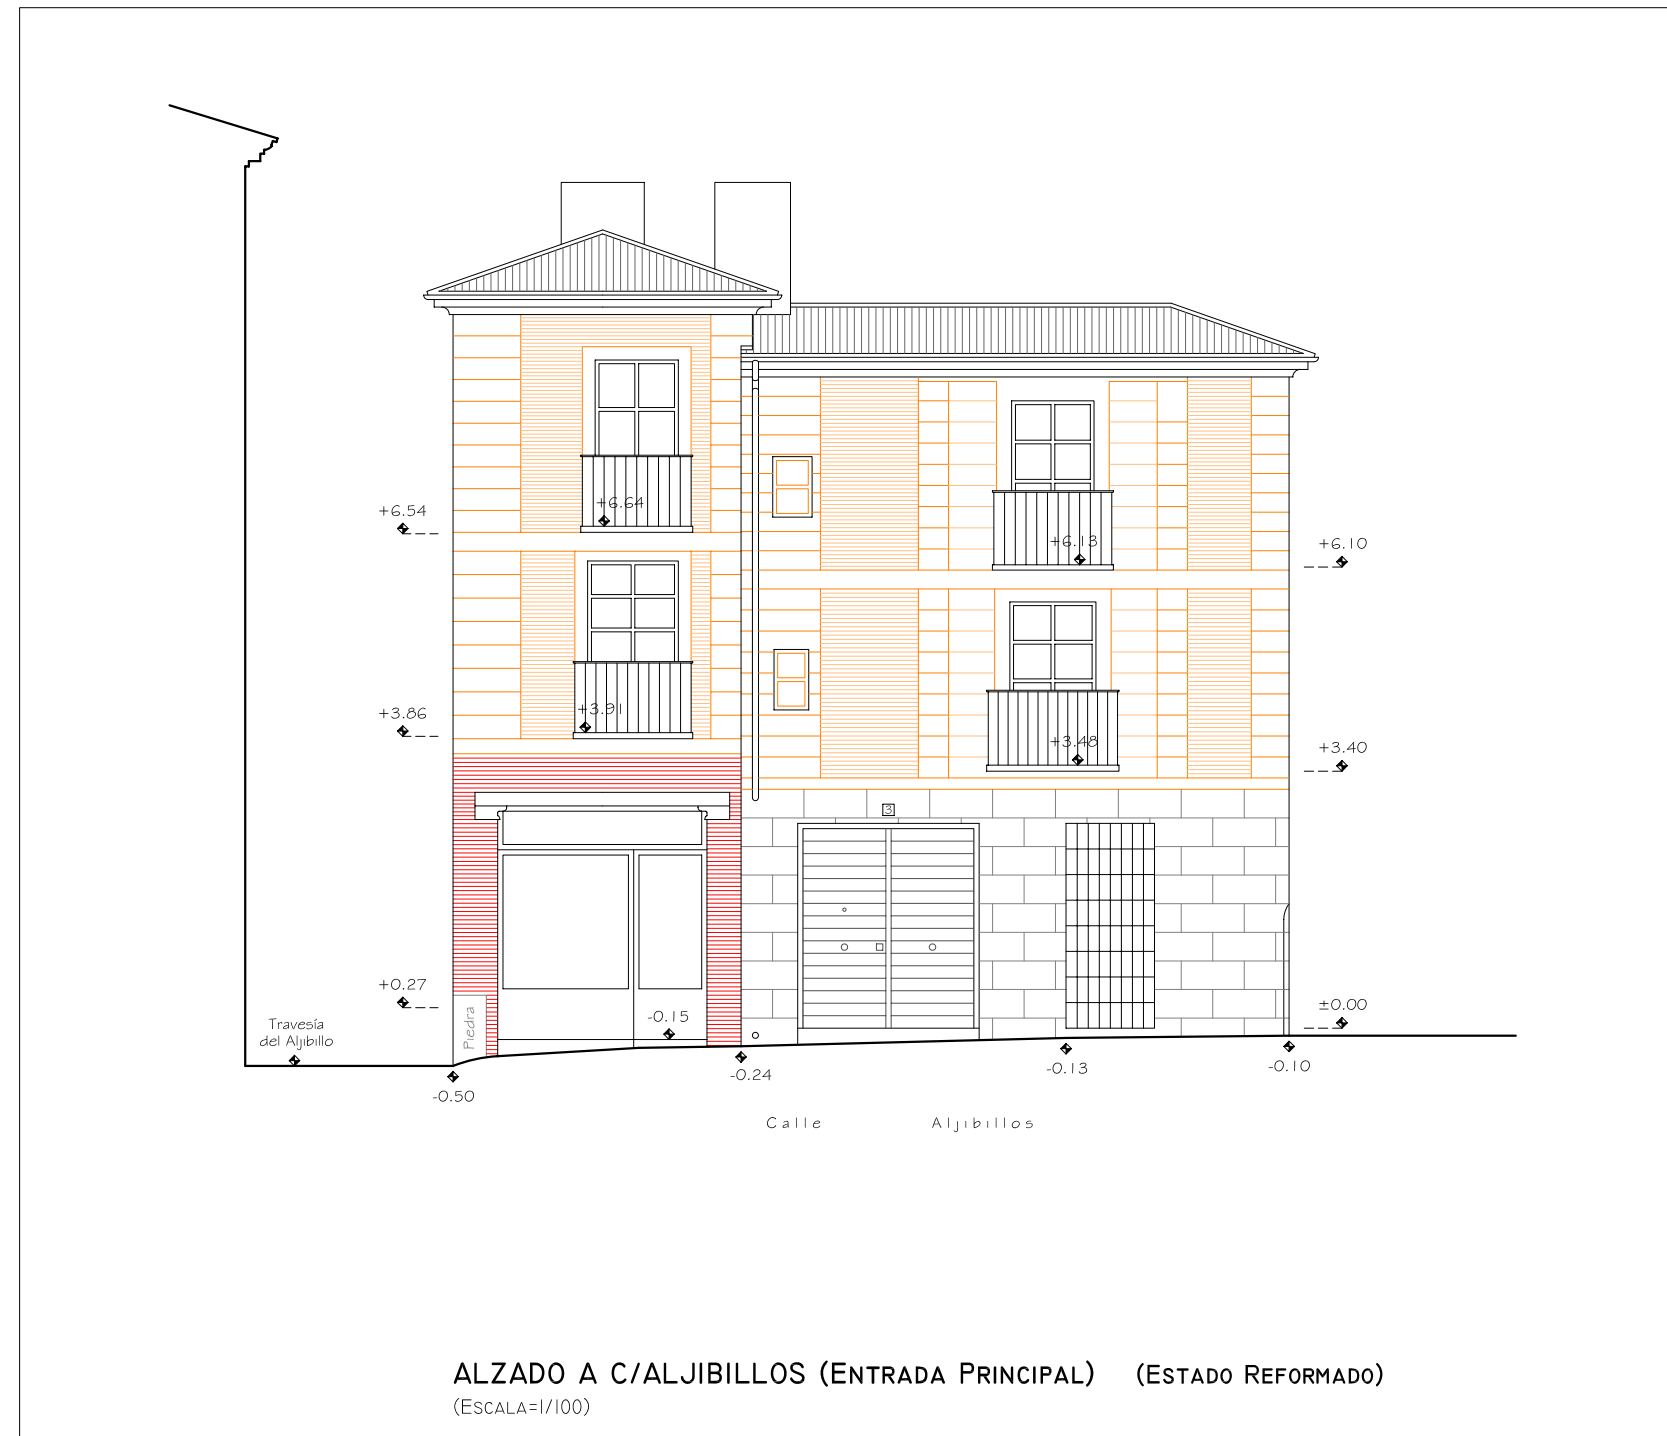 +6.64
+6.54
+6.13
+6.10
+3.91
+3.86
+3.48
+3.40
3
+0.27
Piedra
-0.15
±0.00
Travesía
del Aljibillo
-0.50
-0.24
-0.13
-0.10
Calle Aljibillos
ALZADO A C/ALJIBILLOS (ENTRADA PRINCIPAL) (ESTADO REFORMADO)
(ESCALA=1/100)